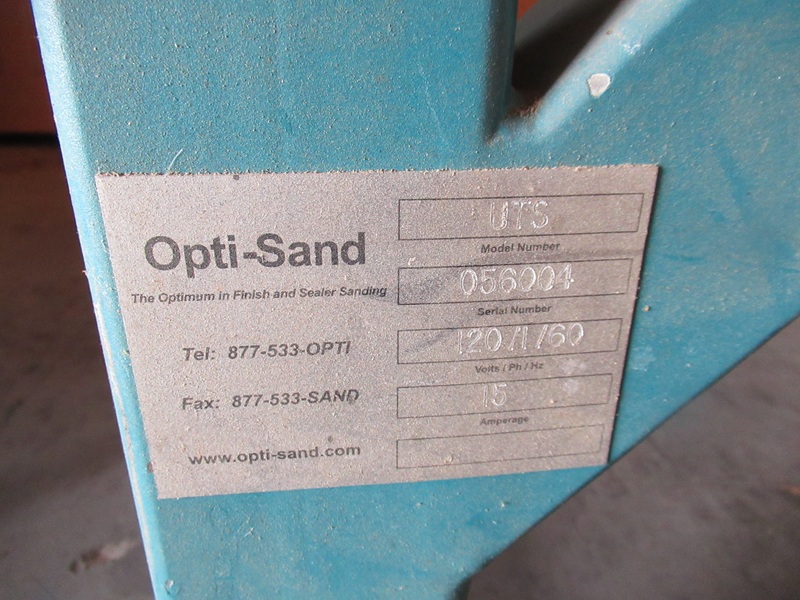 Opti-Sand
The Optimum in Finish and Sealer Sanding
Tel: 877-533-OPTI
Fax: 877-533-SAND
www.opti-sand.com
UTS
Model Number
056004
Serial Number
120/1/60
Volts / Ph / Hz
15
Amperage